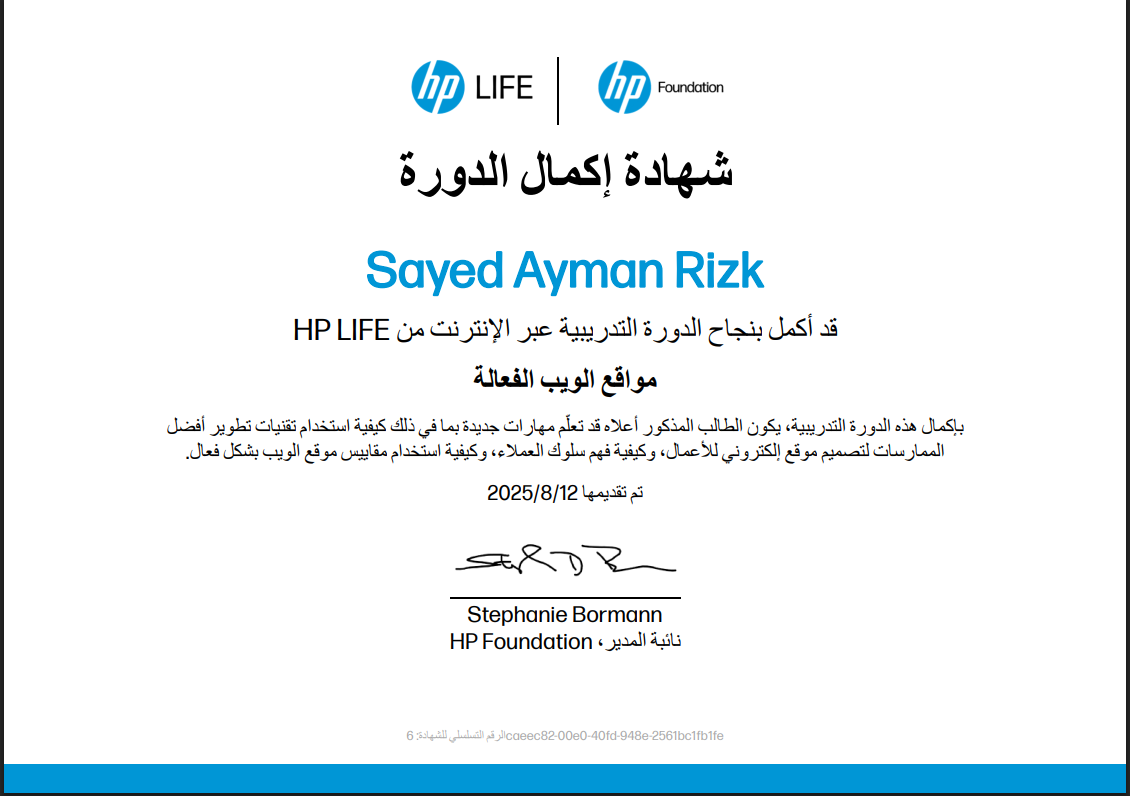 hp LIFE | hp Foundation
شهادة إكمال الدورة
Sayed Ayman Rizk
قد أكمل بنجاح الدورة التدريبية عبر الإنترنت من HP LIFE
مواقع الويب الفعالة
بإكمال هذه الدورة التدريبية، يكون الطالب المذكور أعلاه قد تعلّم مهارات جديدة بما في ذلك كيفية استخدام تقنيات تطوير أفضل
الممارسات لتصميم موقع إلكتروني للأعمال، وكيفية فهم سلوك العملاء، وكيفية استخدام مقاييس موقع الويب بشكل فعال.
تم تقديمها 2025/8/12
Stephanie Bormann
نائبة المدير، HP Foundation
الرقم التسلسلي للشهادة: 6caeec82-00e0-40fd-948e-2561bc1fb1fe